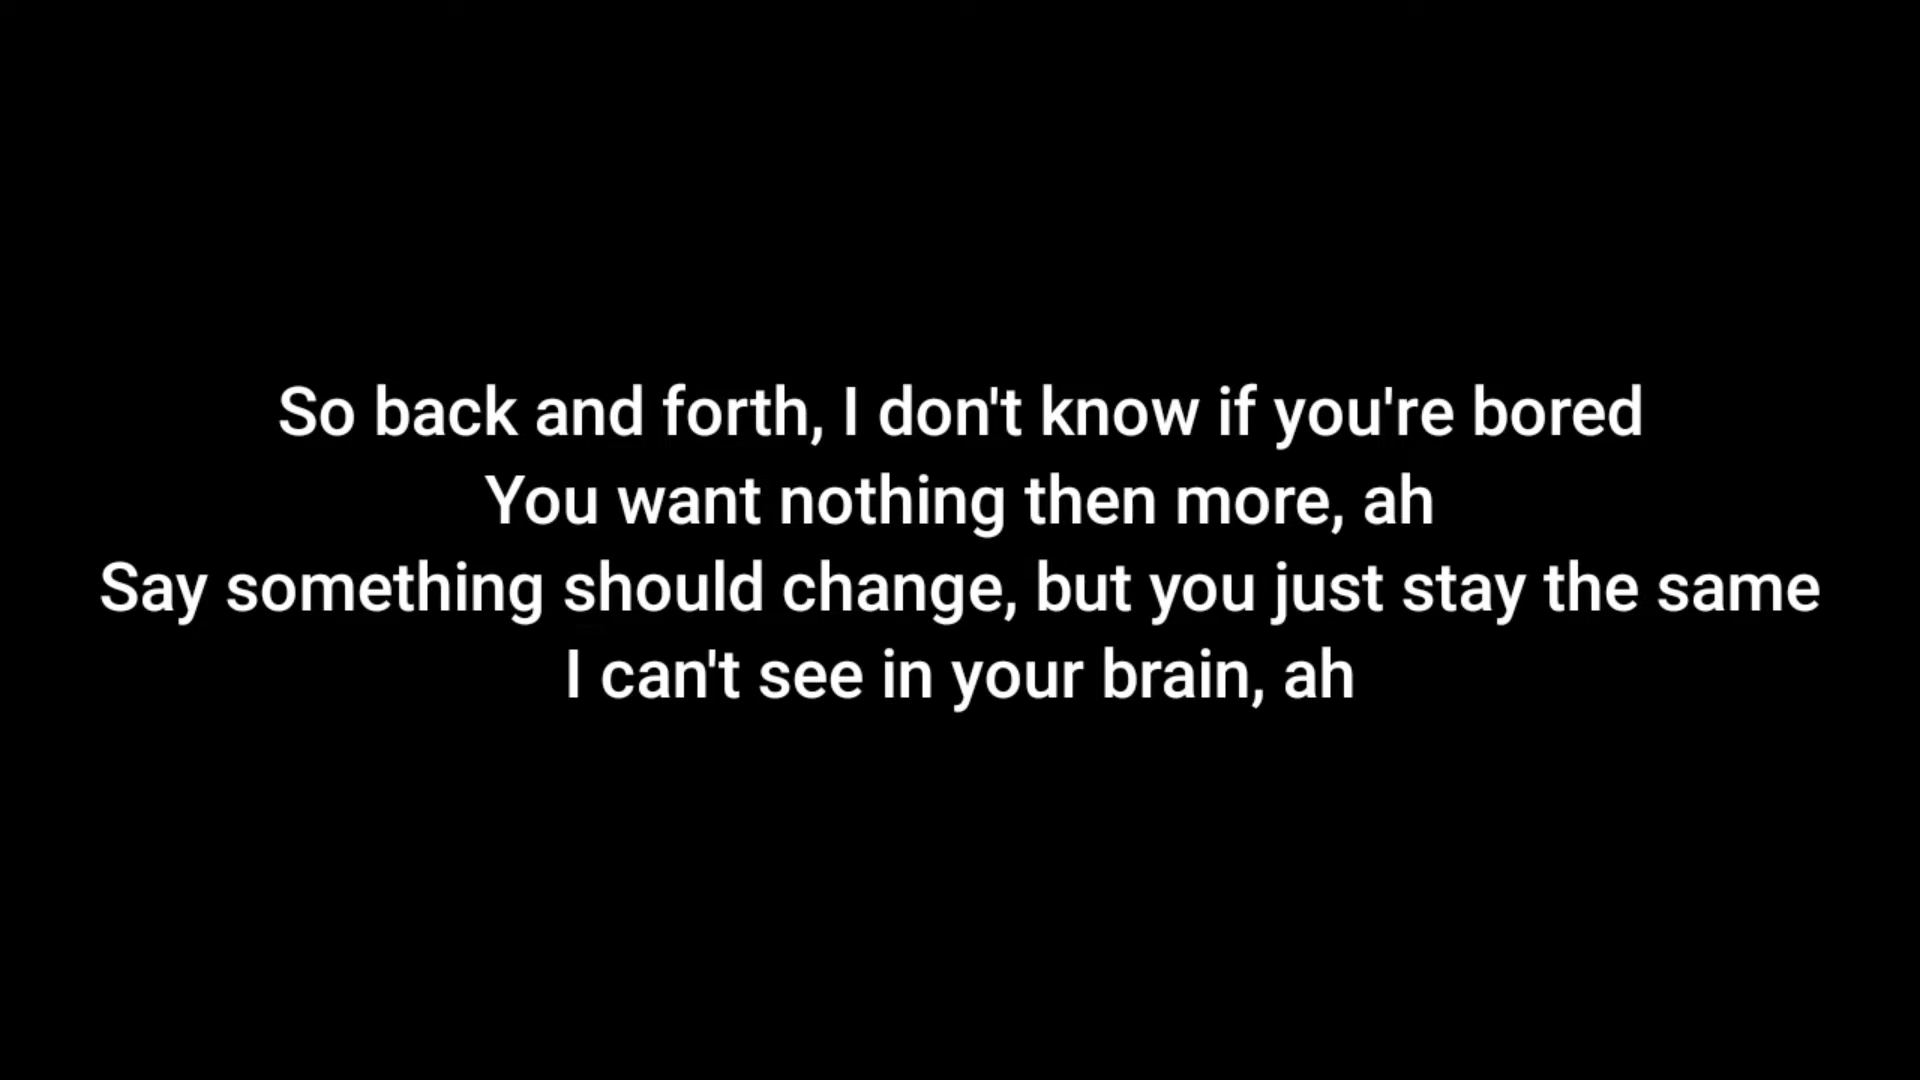 So back and forth, I don't know if you're bored
You want nothing then more, ah
Say something should change, but you just stay the same
I can't see in your brain, ah